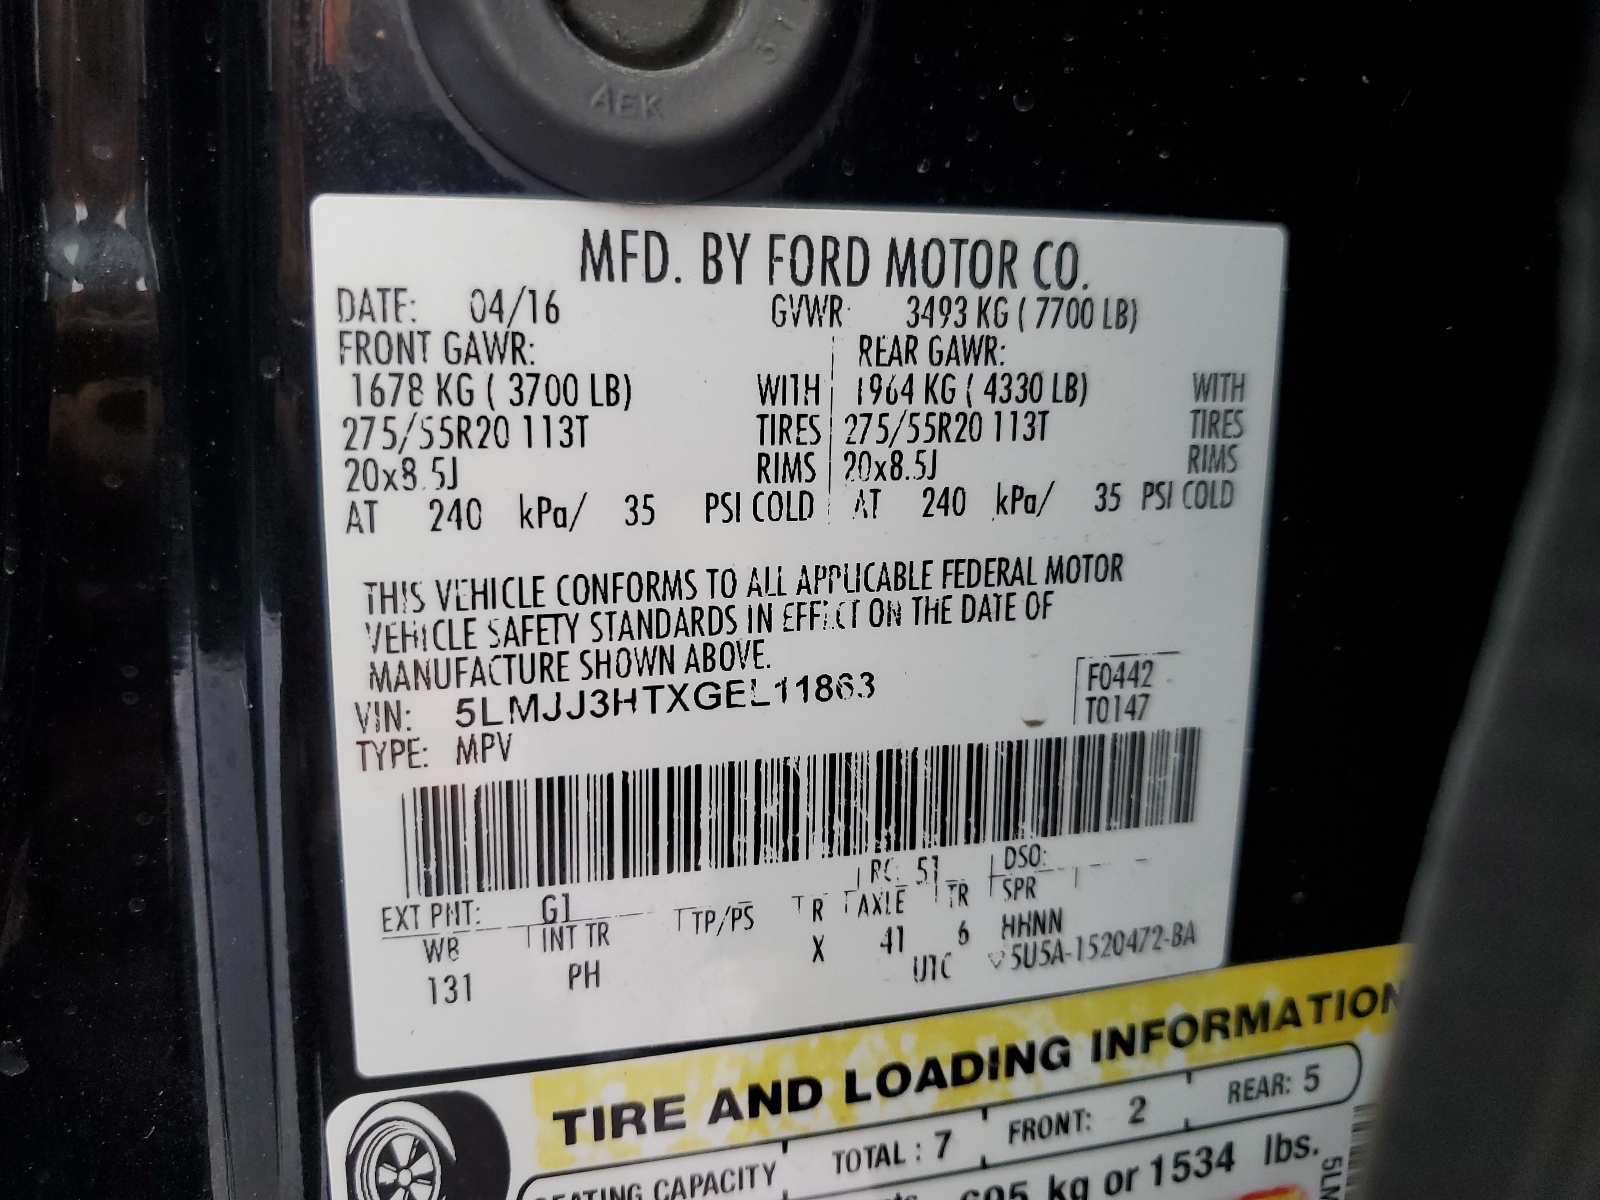 AEK
MFD. BY FORD MOTOR CO.
DATE: 04/16 GVWR: 3493 KG ( 7700 LB)
FRONT GAWR: REAR GAWR:
1678 KG ( 3700 LB) WITH 1964 KG ( 4330 LB) WITH
275/55R20 113T TIRES 275/55R20 113T TIRES
20x8.5J RIMS 20x8.5J RIMS
AT 240 kPa/ 35 PSI COLD AT 240 kPa/ 35 PSI COLD
THIS VEHICLE CONFORMS TO ALL APPLICABLE FEDERAL MOTOR
VEHICLE SAFETY STANDARDS IN EFFECT ON THE DATE OF
MANUFACTURE SHOWN ABOVE.
VIN: 5LMJJ3HTXGEL11863
F0442
T0147
TYPE: MPV
EXT PNT: G1 RC: 51 DSO:
WB INT TR TP/PS R AXLE TR SPR
131 PH X 41 6 HHNN
UTC 5U5A-1520472-BA
TIRE AND LOADING INFORMATION
SEATING CAPACITY TOTAL : 7 FRONT: 2 REAR: 5
kg or 1534 lbs.
5LM